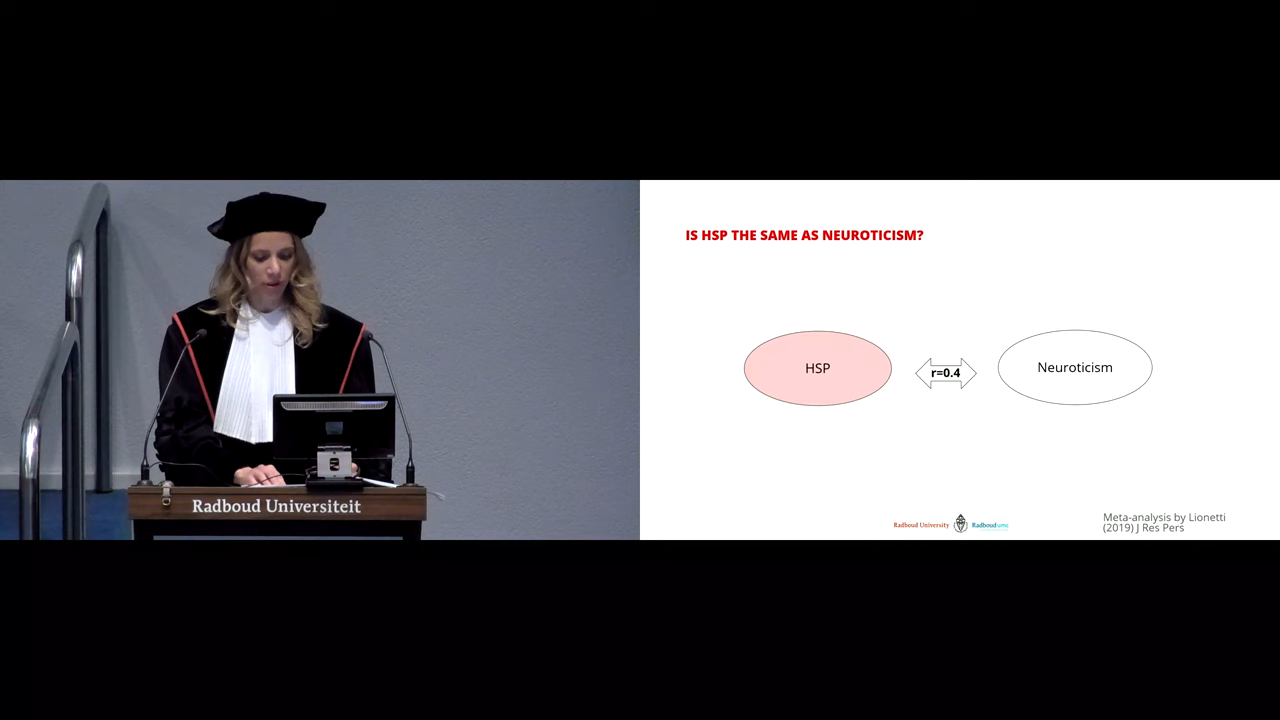 Radboud Universiteit
IS HSP THE SAME AS NEUROTICISM?
HSP
r=0.4
Neuroticism
Radboud University
Radboudumc
Meta-analysis by Lionetti
(2019) J Res Pers